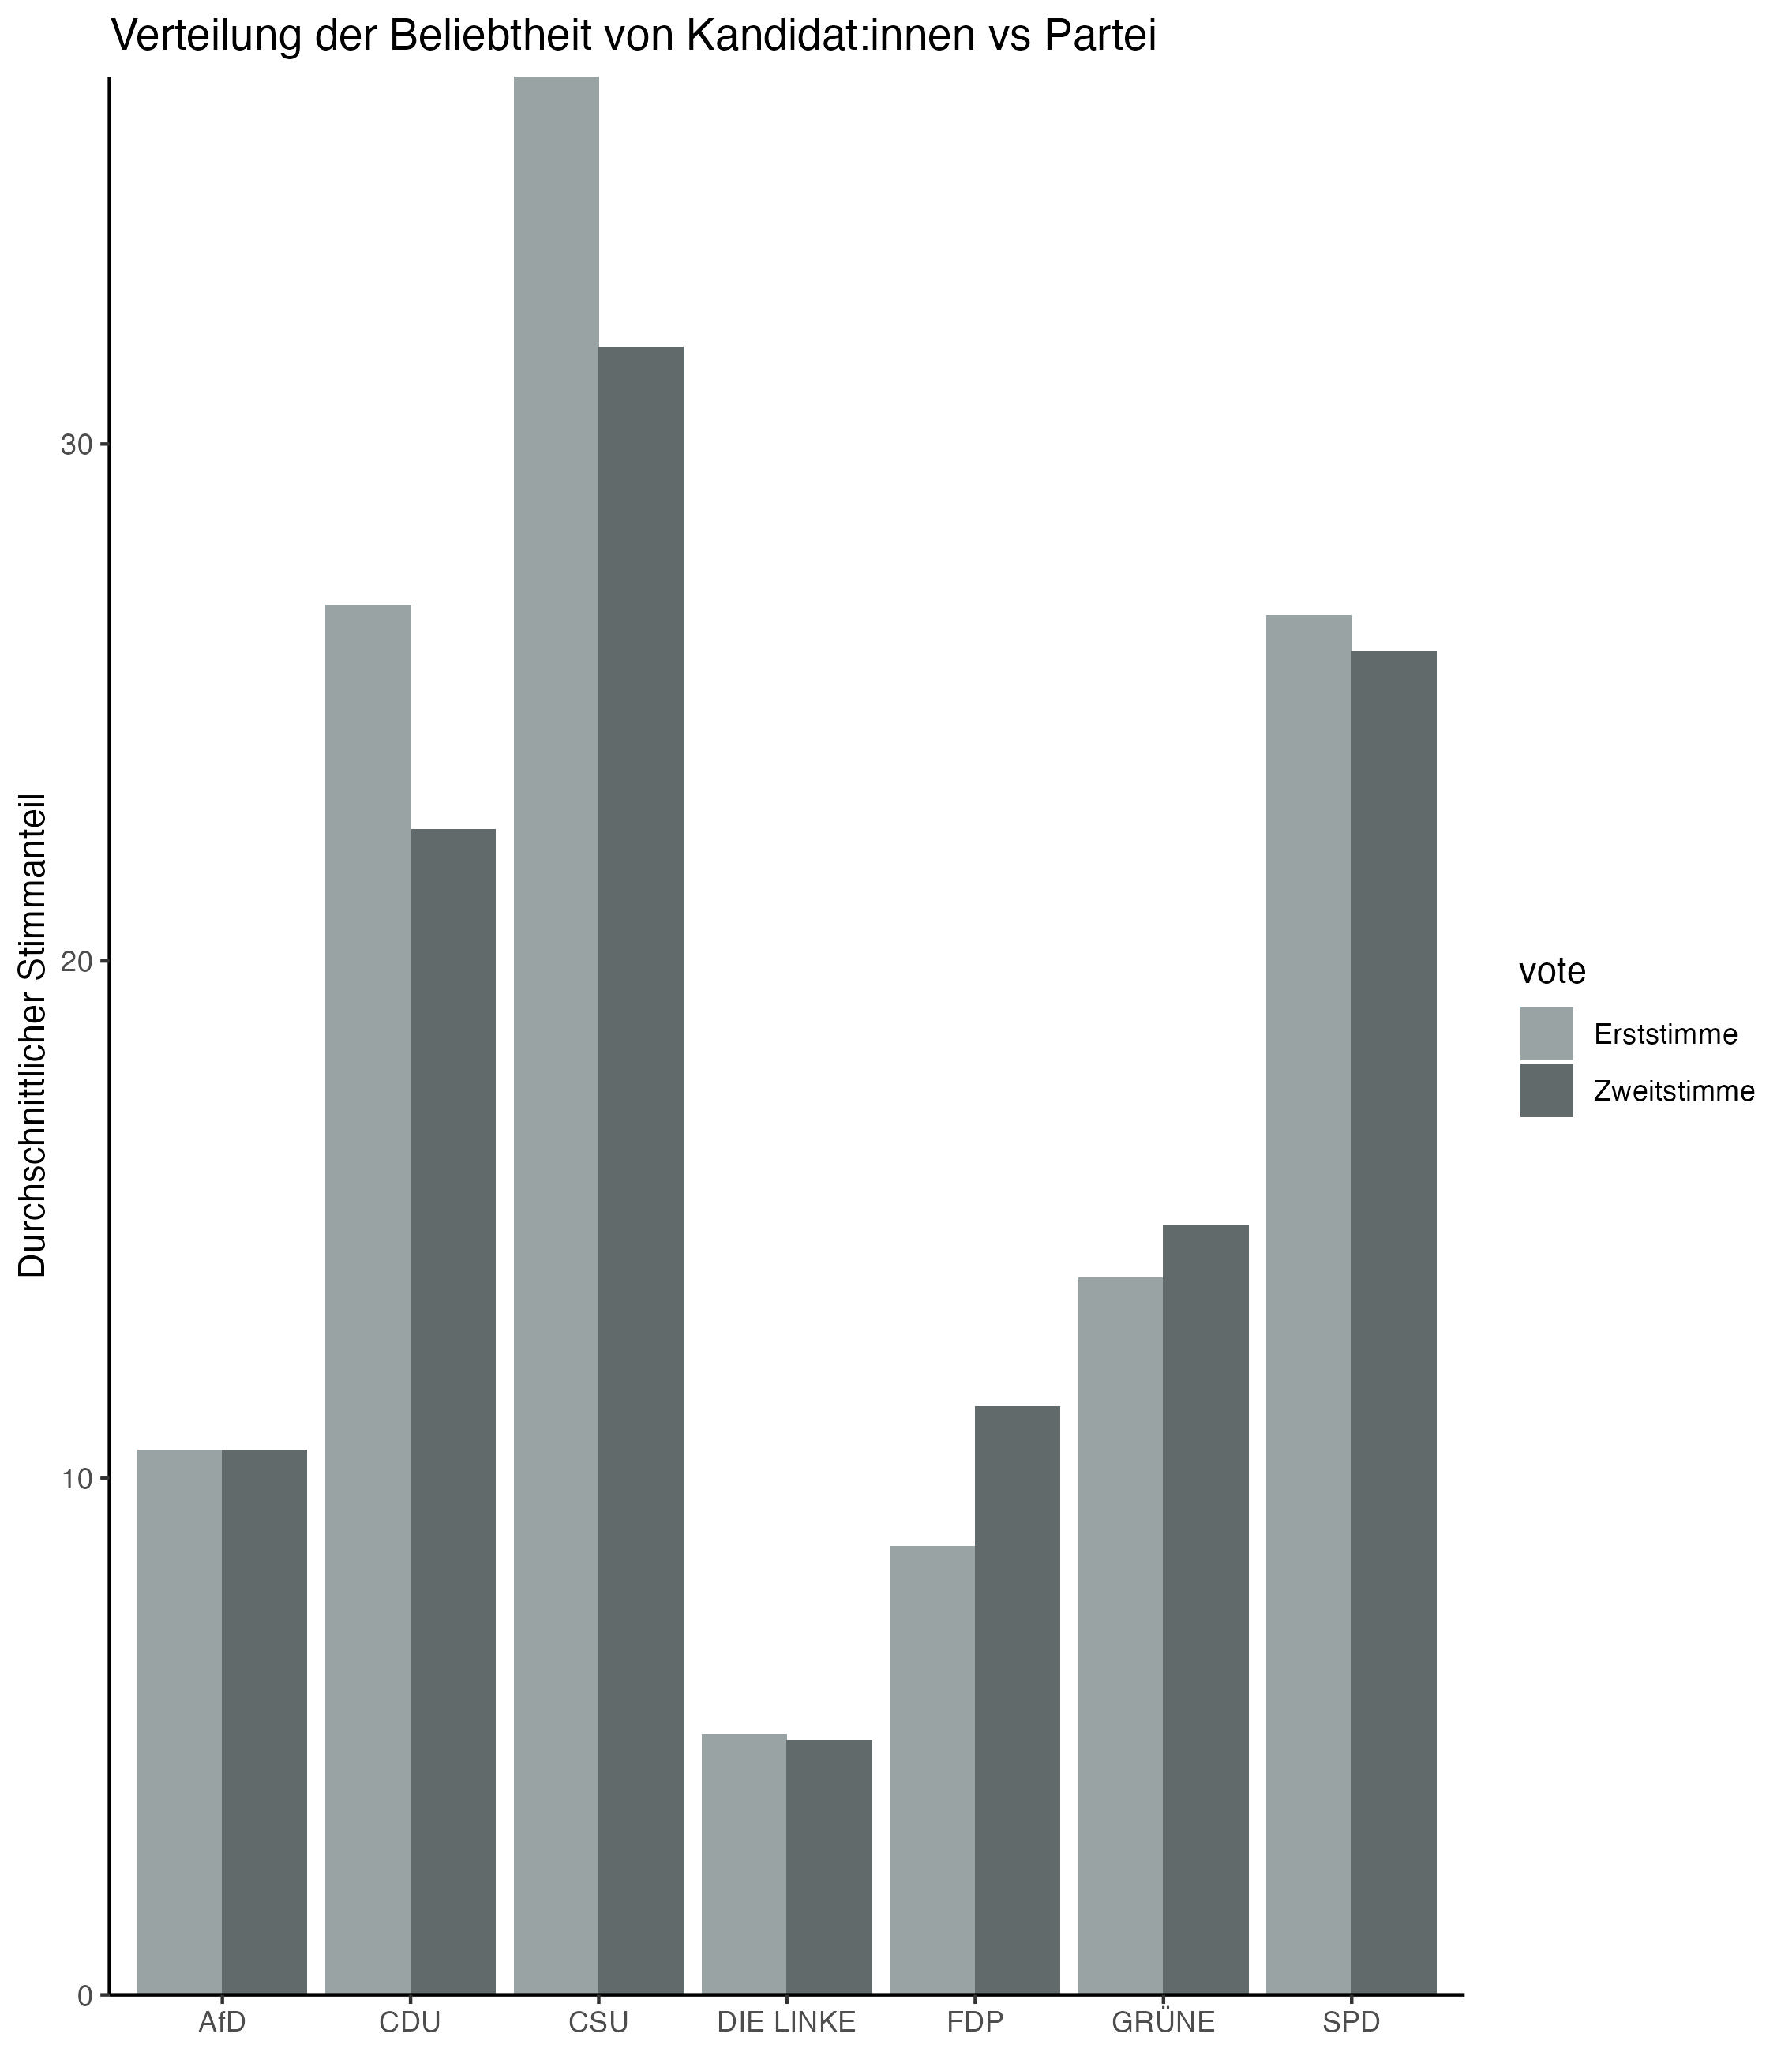 Verteilung der Beliebtheit von Kandidat:innen vs Partei
Durchschnittlicher Stimmanteil
30
20
10
0
AfD
CDU
CSU
DIE LINKE
FDP
GRÜNE
SPD
vote
Erststimme
Zweitstimme